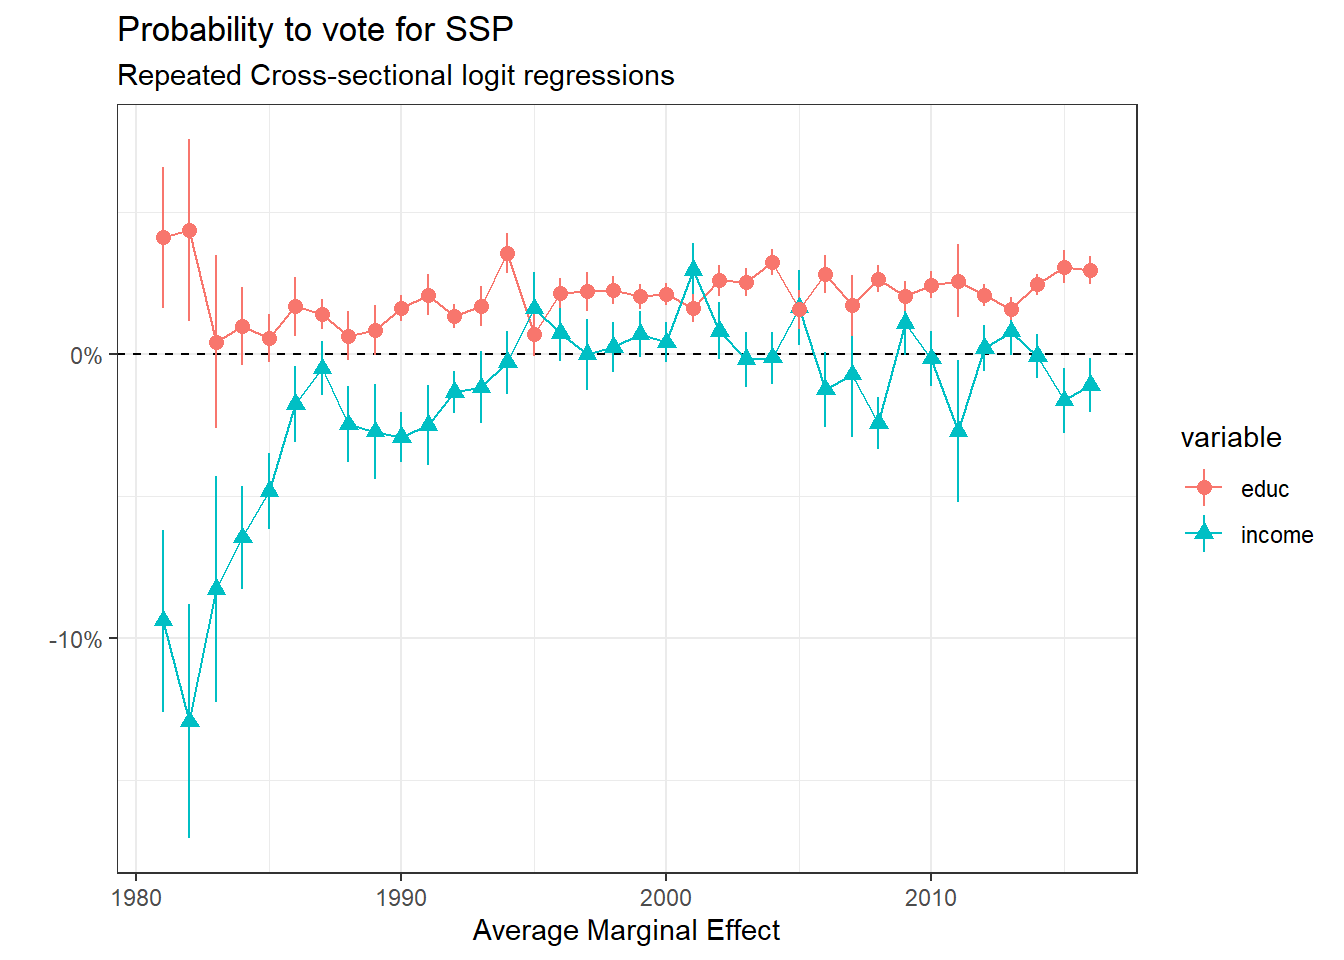 Probability to vote for SSP
Repeated Cross-sectional logit regressions
0%
-10%
1980
1990
2000
2010
Average Marginal Effect
variable
educ
income